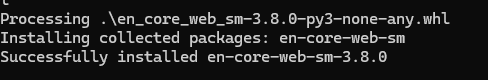 Processing .\en_core_web_sm-3.8.0-py3-none-any.whl
Installing collected packages: en-core-web-sm
Successfully installed en-core-web-sm-3.8.0